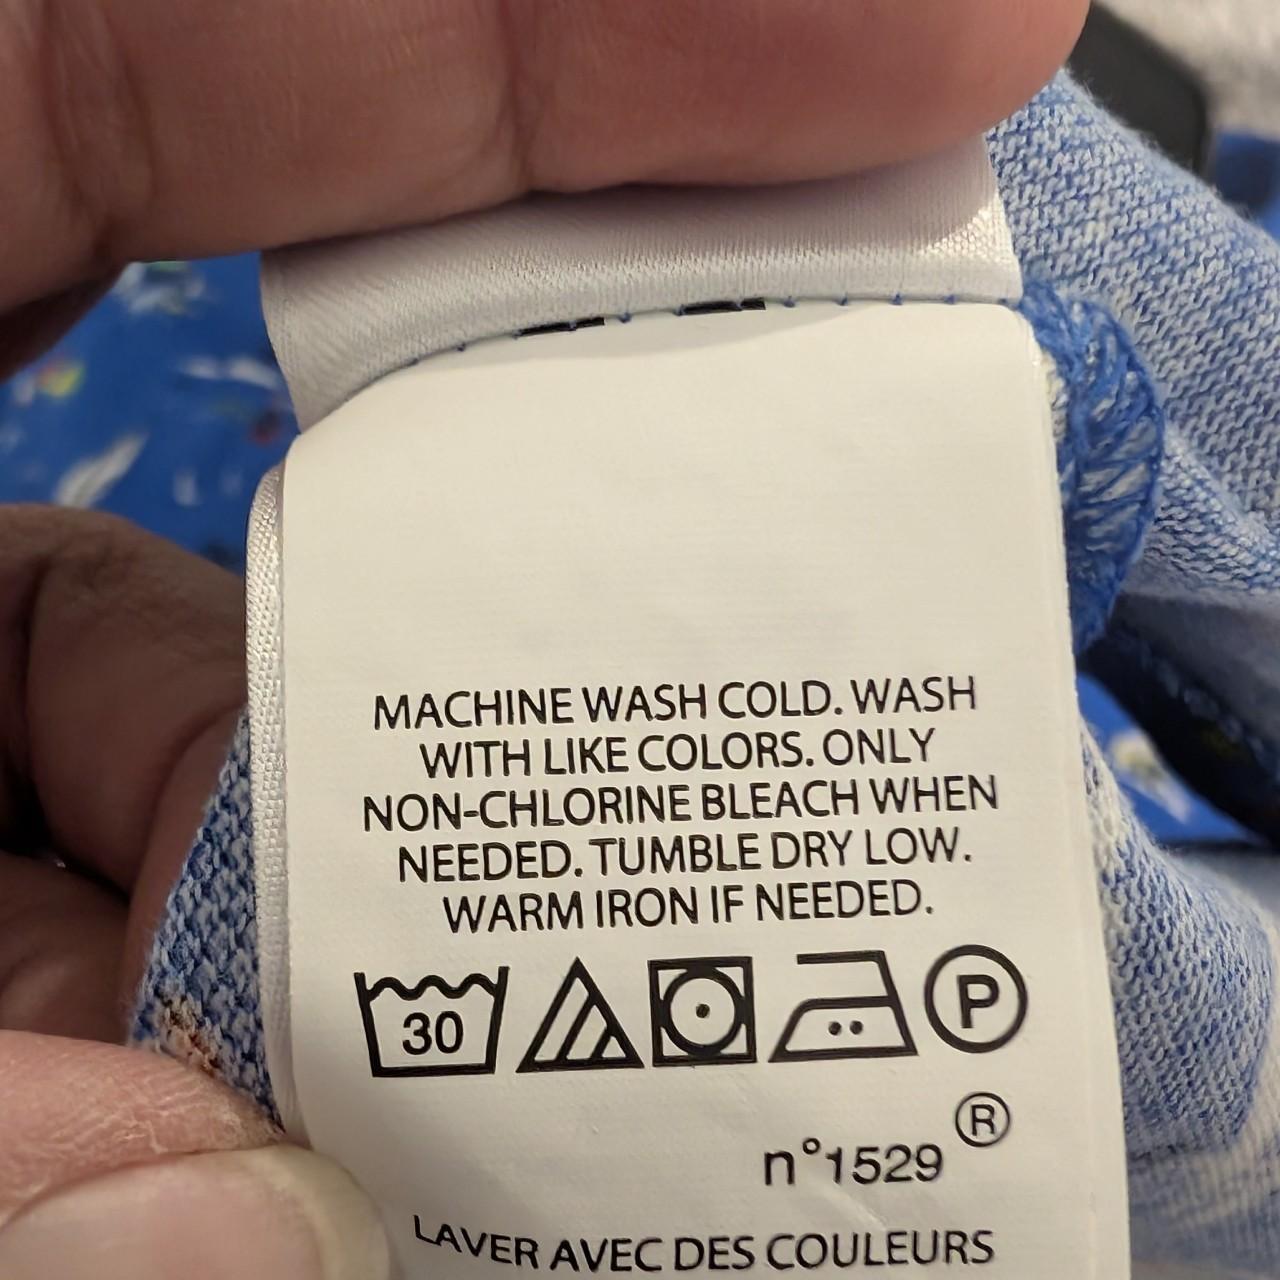 MACHINE WASH COLD. WASH
WITH LIKE COLORS. ONLY
NON-CHLORINE BLEACH WHEN
NEEDED. TUMBLE DRY LOW.
WARM IRON IF NEEDED.
30 P
®
n°1529
LAVER AVEC DES COULEURS